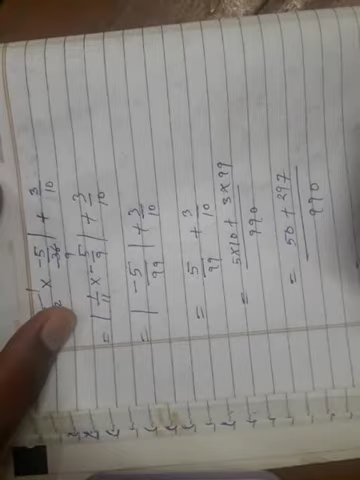 × -5/36 | + 3/10
9
= | 1/11 × -5/9 | + 3/10
= | -5/99 | + 3/10
= 5/99 + 3/10
= 5×10 + 3×99 / 990
= 50 + 297 / 990